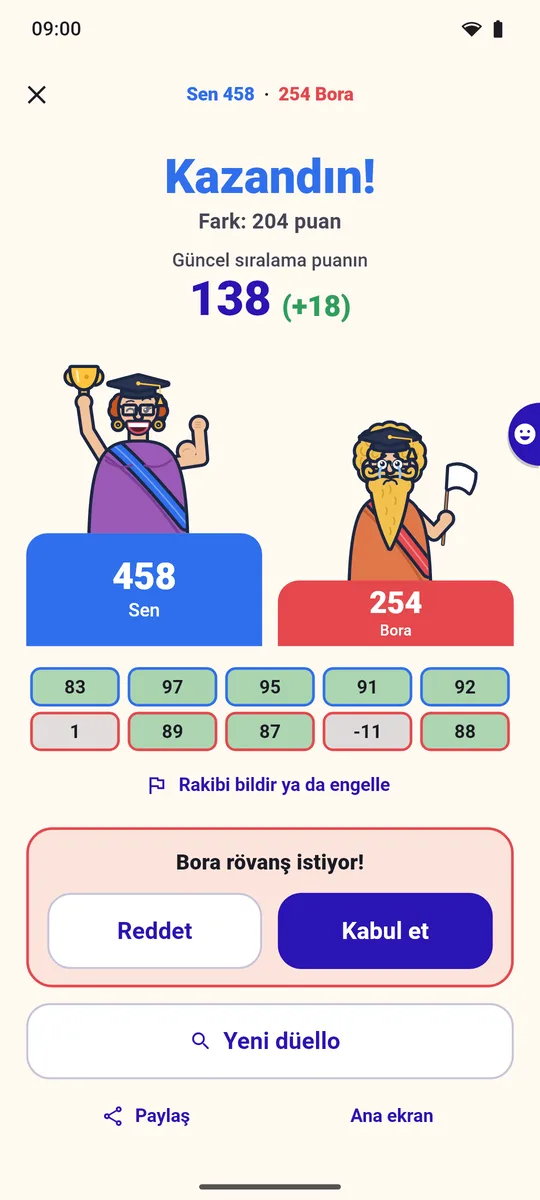 09:00
Sen 458 · 254 Bora
Kazandın!
Fark: 204 puan
Güncel sıralama puanın
138 (+18)
458
Sen
254
Bora
83 97 95 91 92
1 89 87 -11 88
Rakibi bildir ya da engelle
Bora rövanş istiyor!
Reddet
Kabul et
Yeni düello
Paylaş
Ana ekran